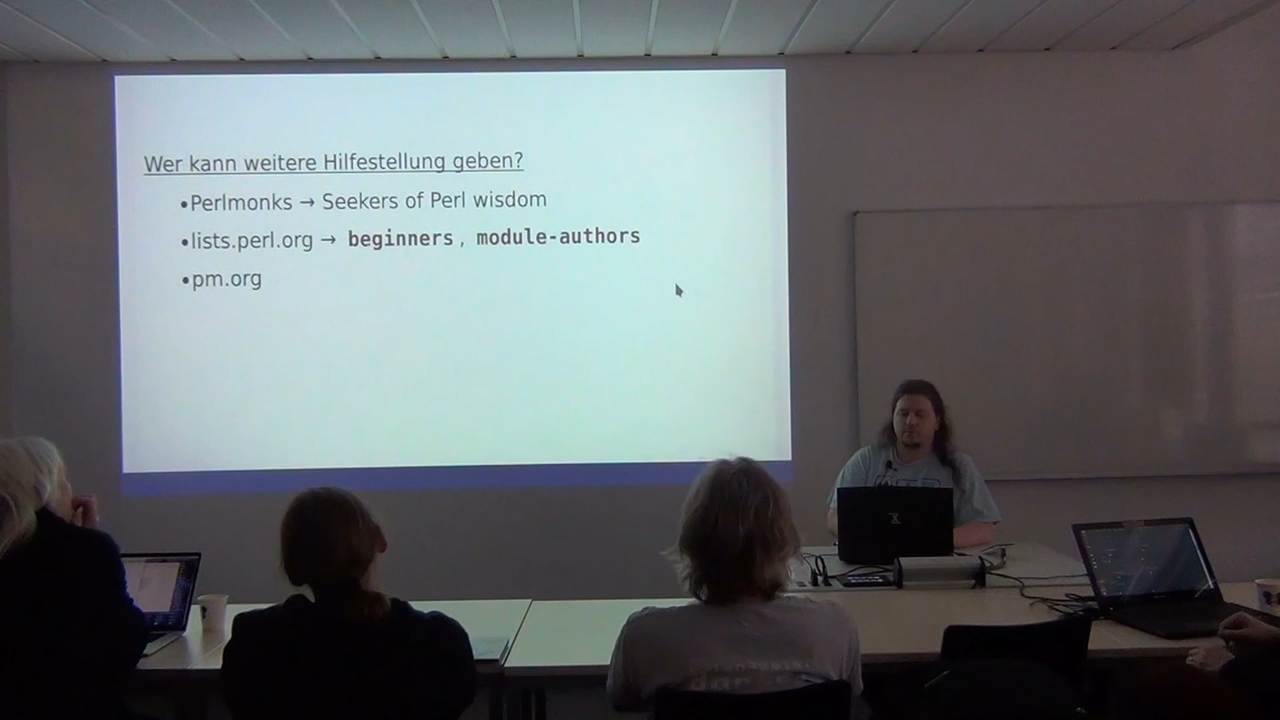 Wer kann weitere Hilfestellung geben?
•Perlmonks → Seekers of Perl wisdom
•lists.perl.org → beginners, module-authors
•pm.org